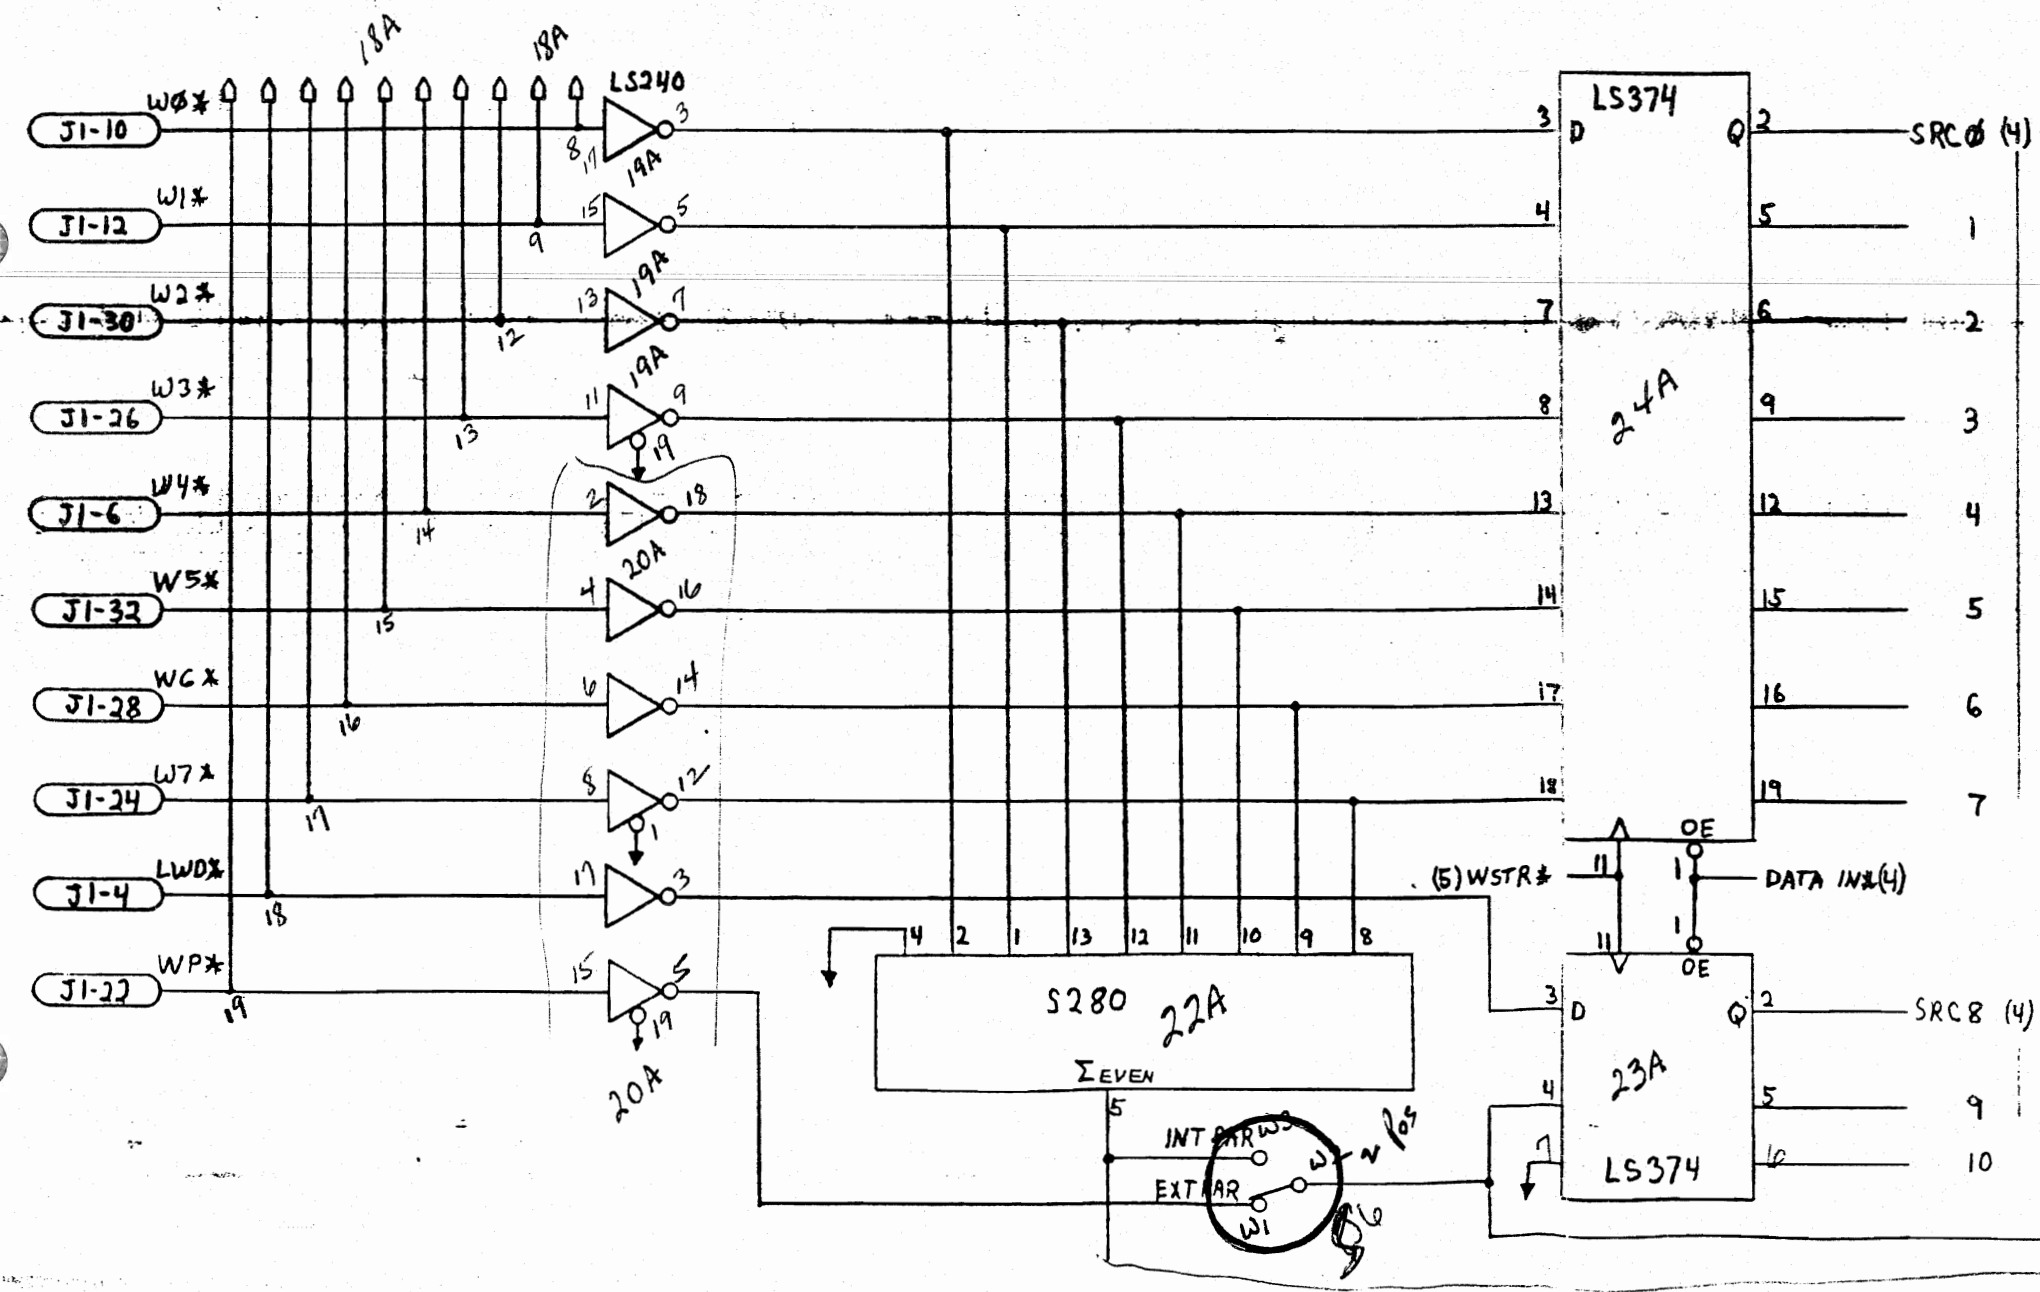 18A 18A
LS240
J1-10 W0* 8 17 3 19A
J1-12 W1* 9 15 5 19A
J1-30 W2* 12 13 7 19A
J1-26 W3* 13 11 9 19
J1-6 W4* 14 2 18 20A
J1-32 W5* 15 4 16
J1-28 W6* 16 6 14
J1-24 W7* 17 8 12 1
J1-4 LWD* 18 17 3
J1-22 WP* 19 15 5 19
20A
LS374
3 D Q 2 SRC0 (4)
4 5 1
7 6 2
8 9 3
24A
13 12 4
14 15 5
17 16 6
18 19 7
OE
(5) WSTR* 11 1 DATA IN*(4)
11 1
OE
4 2 1 13 12 11 10 9 8
S280 22A
ΣEVEN
5
3 D Q 2 SRC8 (4)
23A
4 5 9
7 6 10
LS374
INT PAR W3
W 2 POS
EXT PAR
W1